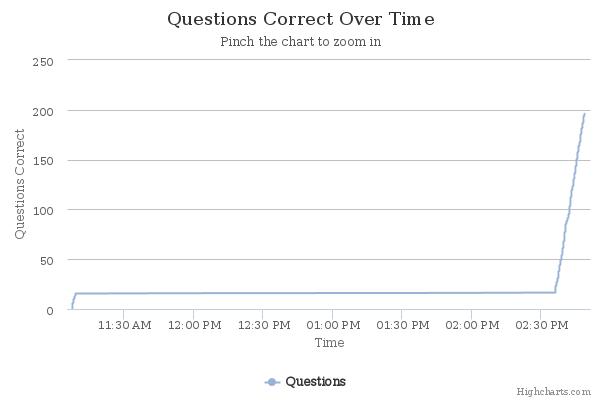 Questions Correct Over Time
Pinch the chart to zoom in
250
200
150
100
50
0
Questions Correct
11:30 AM 12:00 PM 12:30 PM 01:00 PM 01:30 PM 02:00 PM 02:30 PM
Time
Questions
Highcharts.com